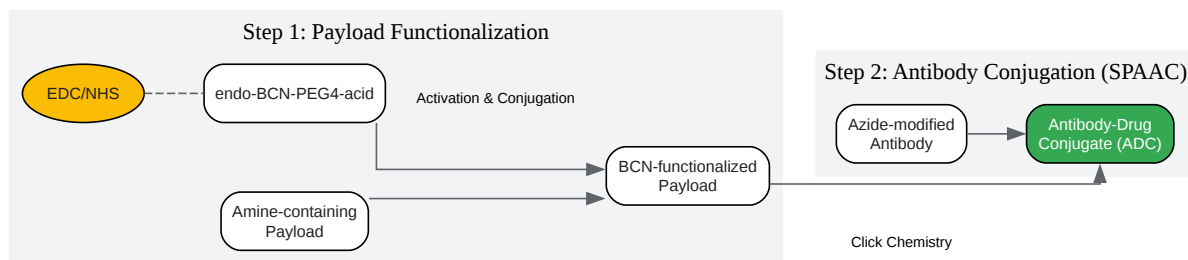 Step 1: Payload Functionalization
EDC/NHS
endo-BCN-PEG4-acid
Activation & Conjugation
Amine-containing
Payload
BCN-functionalized
Payload
Step 2: Antibody Conjugation (SPAAC)
Azide-modified
Antibody
Antibody-Drug
Conjugate (ADC)
Click Chemistry